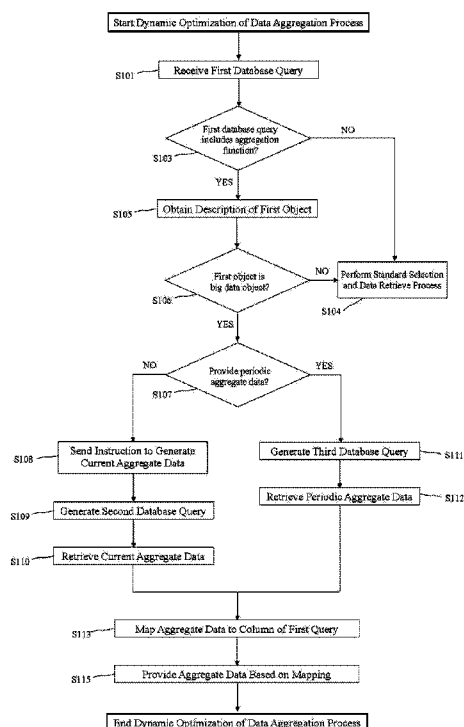 Start Dynamic Optimization of Data Aggregation Process
S101
Receive First Database Query
First database query
includes aggregation
function?
S103
NO
YES
S105
Obtain Description of First Object
First object is
big data object?
S106
NO
Perform Standard Selection
and Data Retrieve Process
S104
YES
Provide periodic
aggregate data?
S107
NO
YES
S108
Send Instruction to Generate
Current Aggregate Data
Generate Third Database Query
S111
S109
Generate Second Database Query
Retrieve Periodic Aggregate Data
S112
S110
Retrieve Current Aggregate Data
S113
Map Aggregate Data to Column of First Query
S115
Provide Aggregate Data Based on Mapping
End Dynamic Optimization of Data Aggregation Process